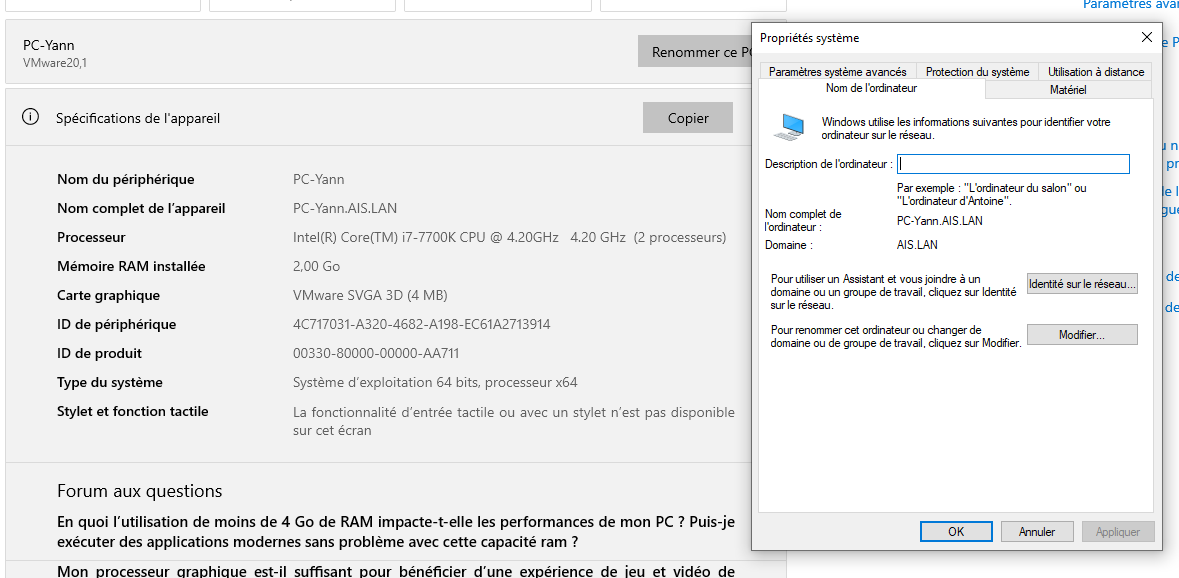 Paramètres
PC-Yann
VMware20,1
Renommer ce
Spécifications de l'appareil
Copier
Nom du périphérique PC-Yann
Nom complet de l'appareil PC-Yann.AIS.LAN
Processeur Intel(R) Core(TM) i7-7700K CPU @ 4.20GHz 4.20 GHz (2 processeurs)
Mémoire RAM installée 2,00 Go
Carte graphique VMware SVGA 3D (4 MB)
ID de périphérique 4C717031-A320-4682-A198-EC61A2713914
ID de produit 00330-80000-00000-AA711
Type du système Système d'exploitation 64 bits, processeur x64
Stylet et fonction tactile La fonctionnalité d'entrée tactile ou avec un stylet n'est pas disponible
sur cet écran
Forum aux questions
En quoi l'utilisation de moins de 4 Go de RAM impacte-t-elle les performances de mon PC ? Puis-je
exécuter des applications modernes sans problème avec cette capacité ram ?
Mon processeur graphique est-il suffisant pour bénéficier d'une expérience de jeu et vidéo de
Propriétés système
Paramètres système avancés Protection du système Utilisation à distance
Nom de l'ordinateur Matériel
Windows utilise les informations suivantes pour identifier votre
ordinateur sur le réseau.
Description de l'ordinateur :
Par exemple : "L'ordinateur du salon" ou
"L'ordinateur d'Antoine".
Nom complet de
l'ordinateur :
PC-Yann.AIS.LAN
Domaine : AIS.LAN
Pour utiliser un Assistant et vous joindre à un
domaine ou un groupe de travail, cliquez sur Identité
sur le réseau.
Identité sur le réseau...
Pour renommer cet ordinateur ou changer de
domaine ou de groupe de travail, cliquez sur Modifier.
Modifier...
OK Annuler Appliquer